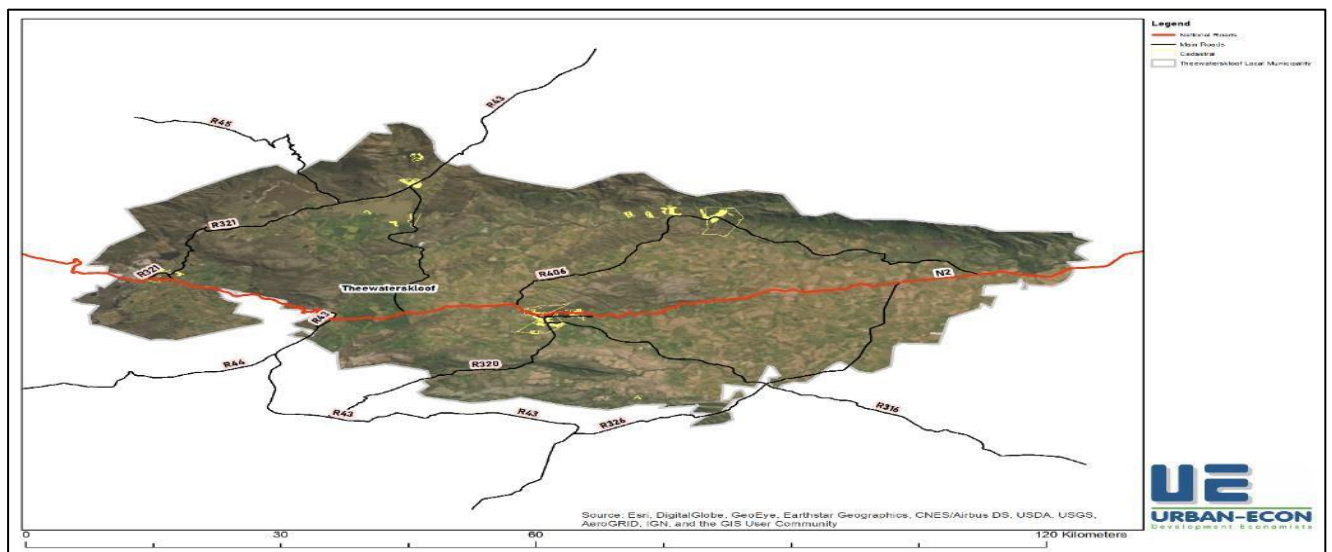 Legend
National Roads
Main Roads
Cadastral
Theewaterskloof Local Municipality
R45
R43
R321
R321
R406
N2
Theewaterskloof
R43
R44
R320
R43
R43
R326
R316
Source: Esri, DigitalGlobe, GeoEye, Earthstar Geographics, CNES/Airbus DS, USDA, USGS,
AeroGRID, IGN, and the GIS User Community
UE
URBAN-ECON
Development Economists
0 30 60 120 Kilometers